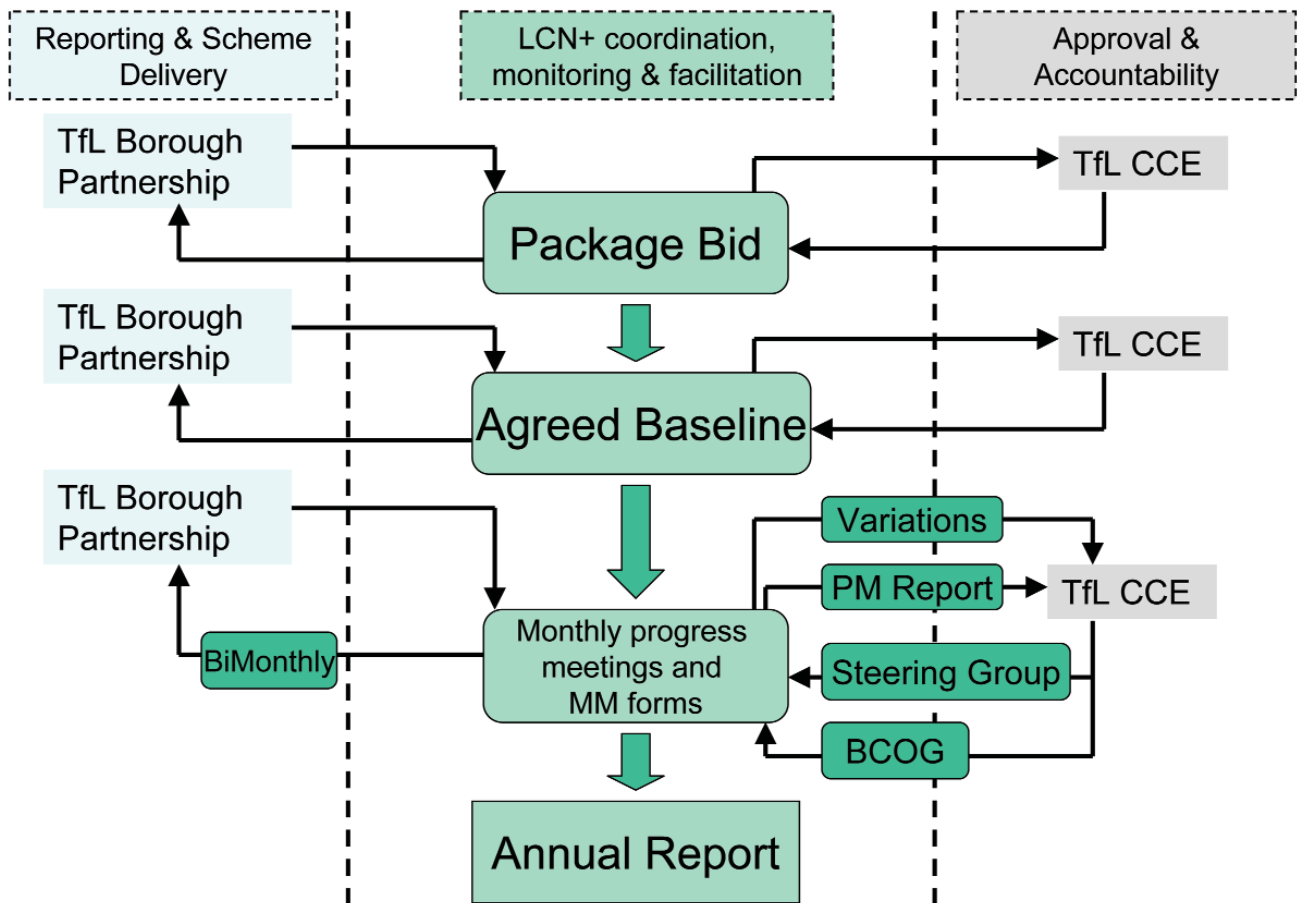 Reporting & Scheme
Delivery
LCN+ coordination,
monitoring & facilitation
Approval &
Accountability
TfL Borough
Partnership
Package Bid
TfL CCE
TfL Borough
Partnership
Agreed Baseline
TfL CCE
TfL Borough
Partnership
BiMonthly
Monthly progress
meetings and
MM forms
Variations
PM Report
TfL CCE
Steering Group
BCOG
Annual Report